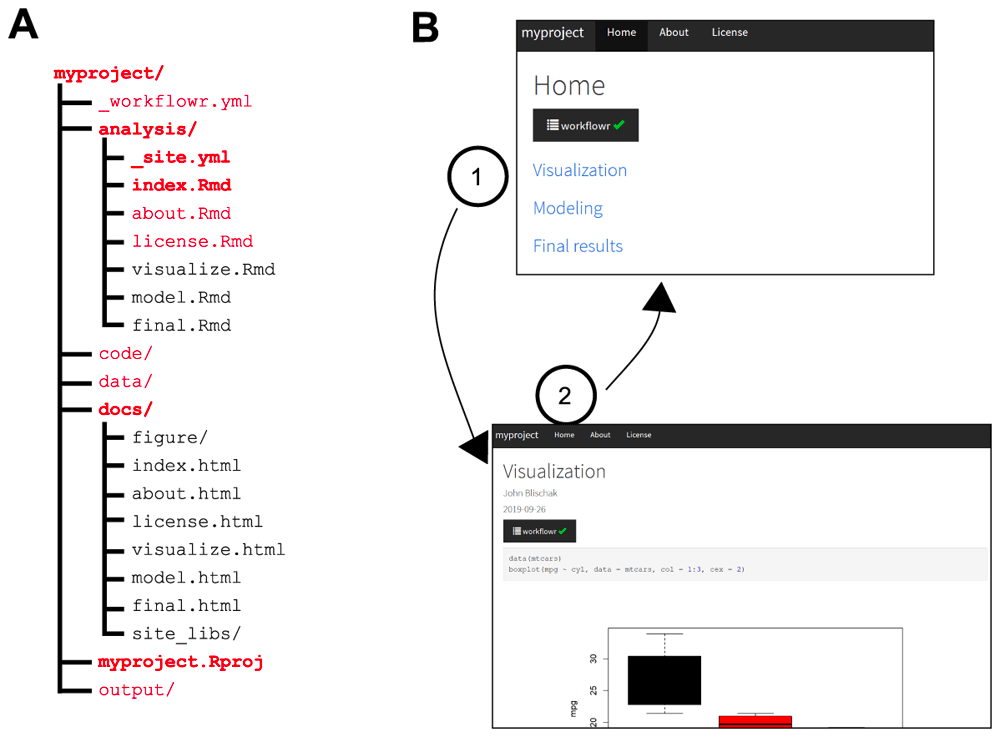 A
myproject/
_workflowr.yml
analysis/
_site.yml
index.Rmd
about.Rmd
license.Rmd
visualize.Rmd
model.Rmd
final.Rmd
code/
data/
docs/
figure/
index.html
about.html
license.html
visualize.html
model.html
final.html
site_libs/
myproject.Rproj
output/
B
myproject Home About License
Home
workflowr
Visualization
Modeling
Final results
1
2
myproject Home About License
Visualization
John Blischak
2019-09-26
workflowr
data(mtcars)
boxplot(mpg ~ cyl, data = mtcars, col = 1:3, cex = 2)
30
25
20
mpg